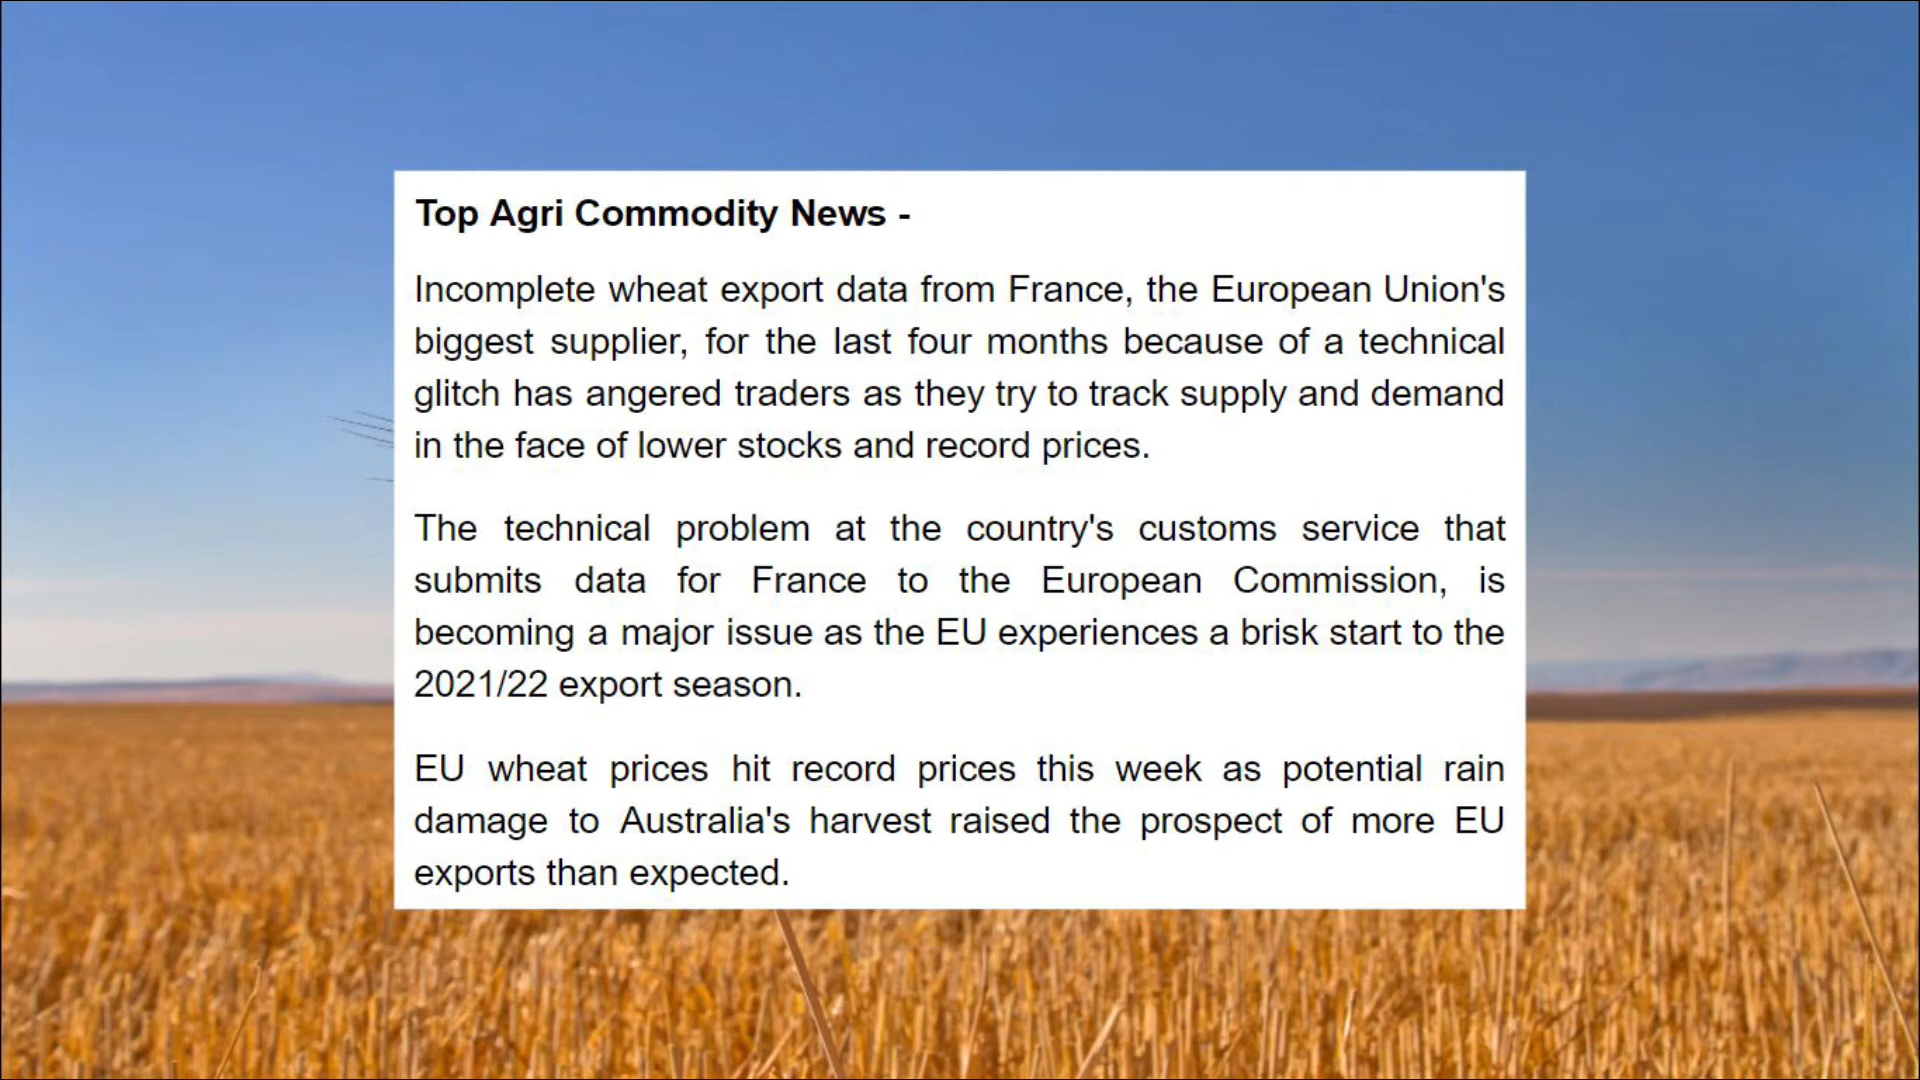 Top Agri Commodity News -
Incomplete wheat export data from France, the European Union's
biggest supplier, for the last four months because of a technical
glitch has angered traders as they try to track supply and demand
in the face of lower stocks and record prices.
The technical problem at the country's customs service that
submits data for France to the European Commission, is
becoming a major issue as the EU experiences a brisk start to the
2021/22 export season.
EU wheat prices hit record prices this week as potential rain
damage to Australia's harvest raised the prospect of more EU
exports than expected.